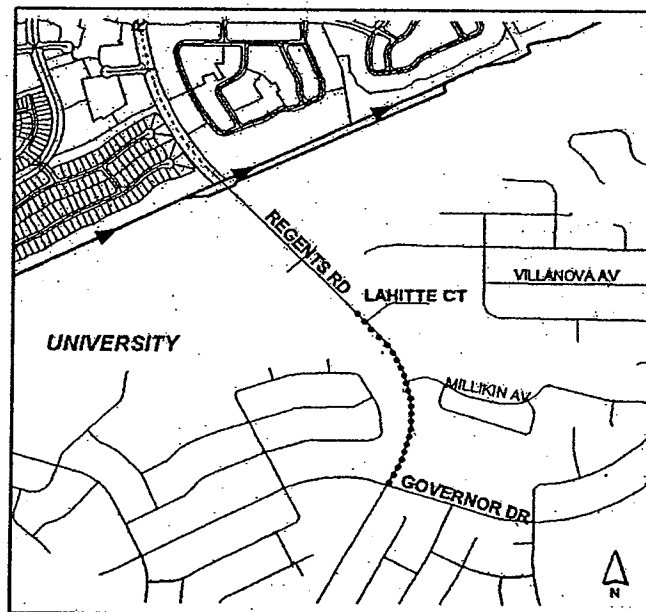 REGENTS RD
VILLANOVA AV
LAHITTE CT
UNIVERSITY
MILLIKIN AV
GOVERNOR DR
N